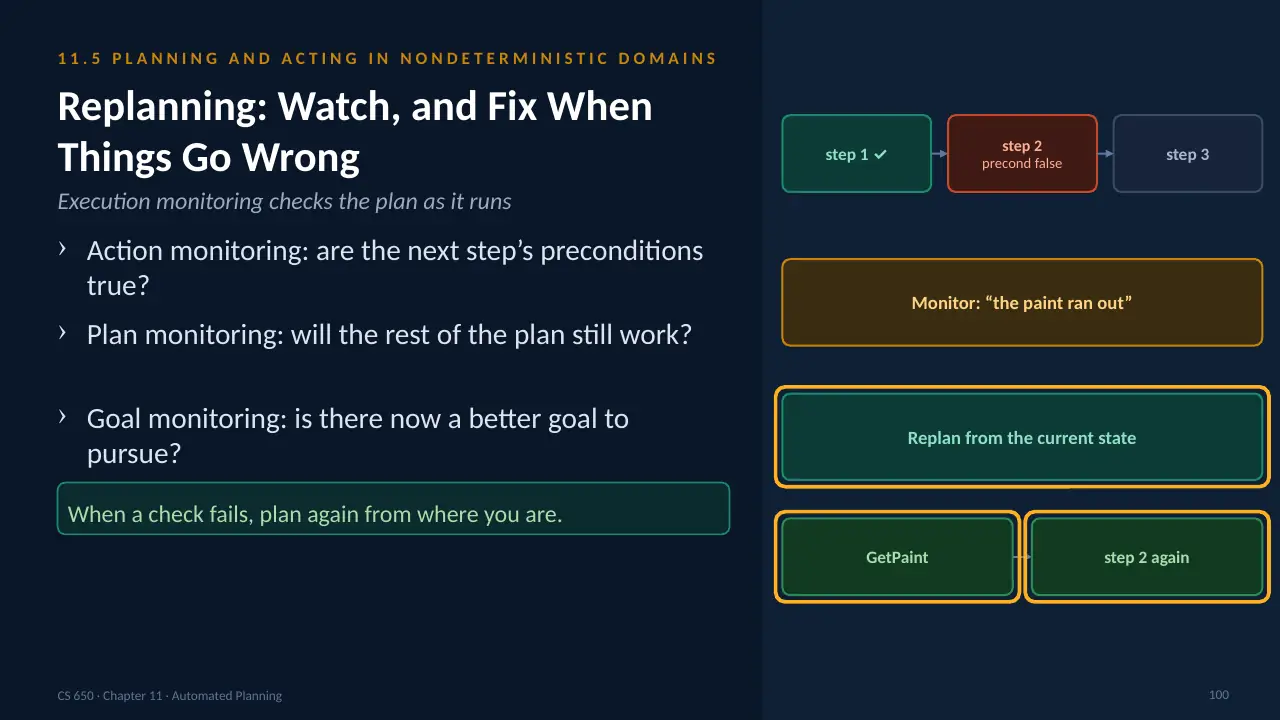 11.5 PLANNING AND ACTING IN NONDETERMINISTIC DOMAINS
Replanning: Watch, and Fix When
Things Go Wrong
Execution monitoring checks the plan as it runs
› Action monitoring: are the next step’s preconditions
true?
› Plan monitoring: will the rest of the plan still work?
› Goal monitoring: is there now a better goal to
pursue?
When a check fails, plan again from where you are.
step 1 ✓
step 2
precond false
step 3
Monitor: “the paint ran out”
Replan from the current state
GetPaint
step 2 again
CS 650 · Chapter 11 · Automated Planning
100